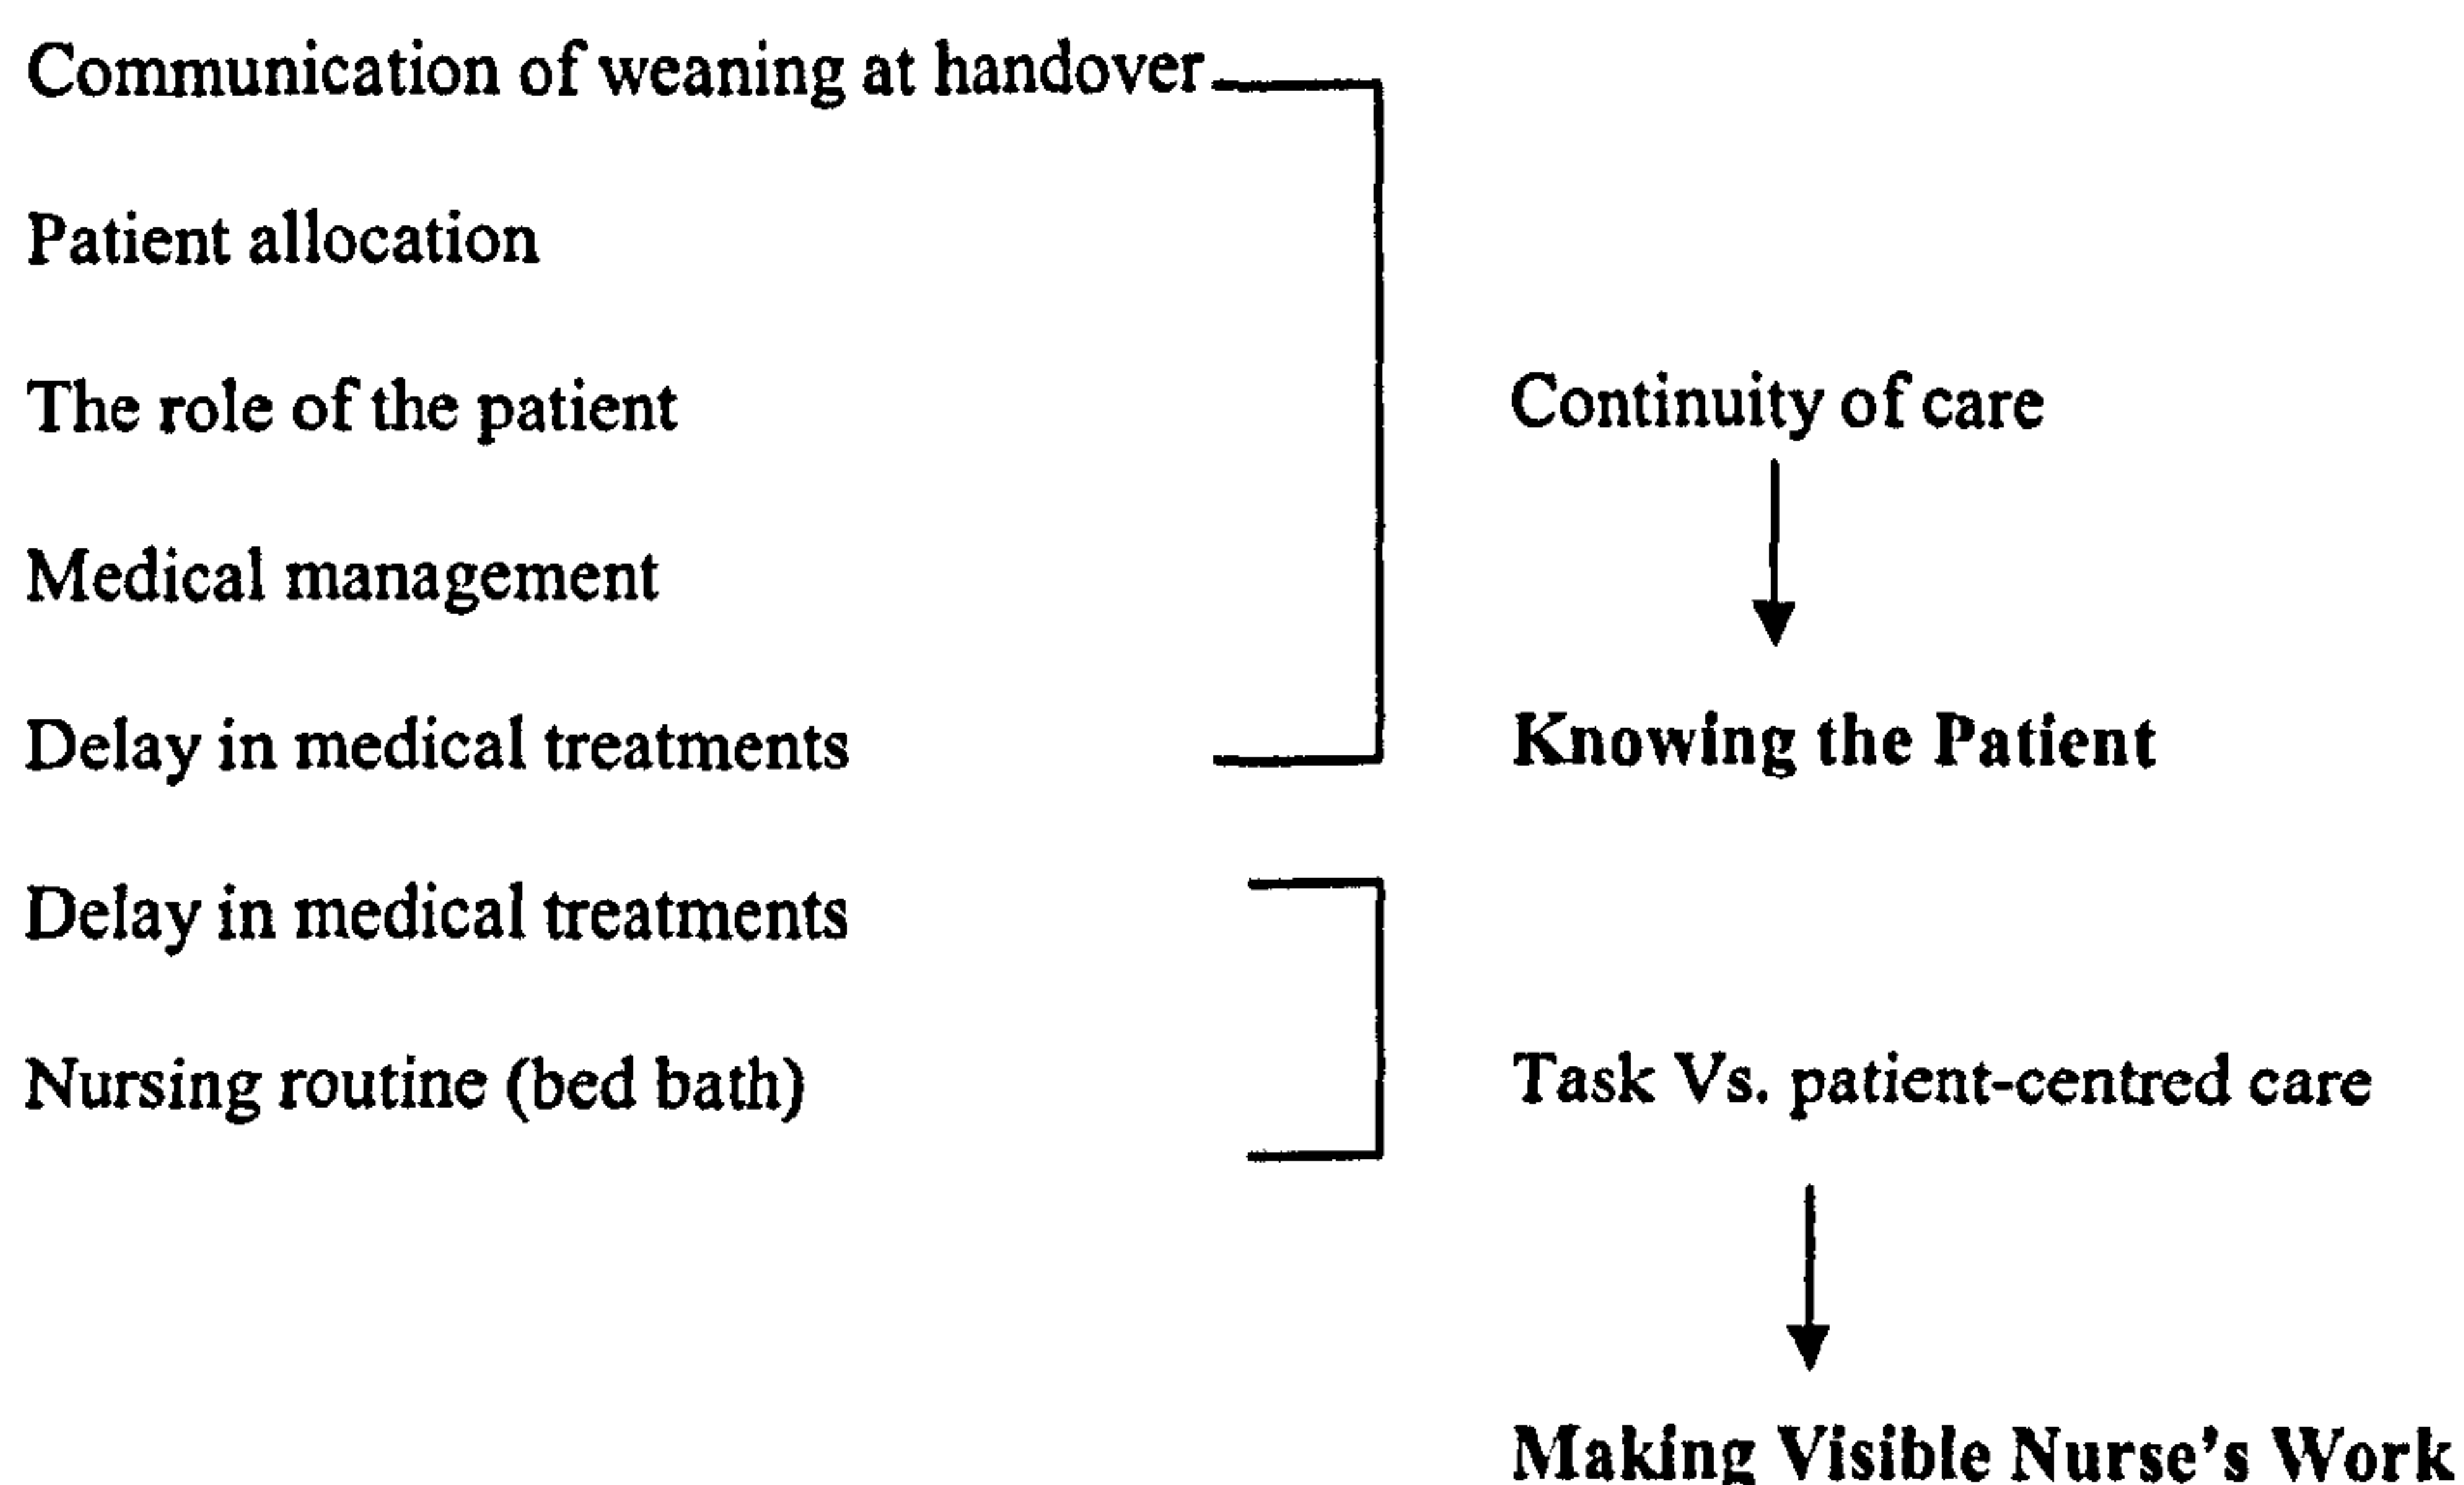 Communication of weaning at handover
Patient allocation
The role of the patient
Continuity of care
Medical management
Delay in medical treatments
Knowing the Patient
Delay in medical treatments
Nursing routine (bed bath)
Task Vs. patient-centred care
Making Visible Nurse's Work